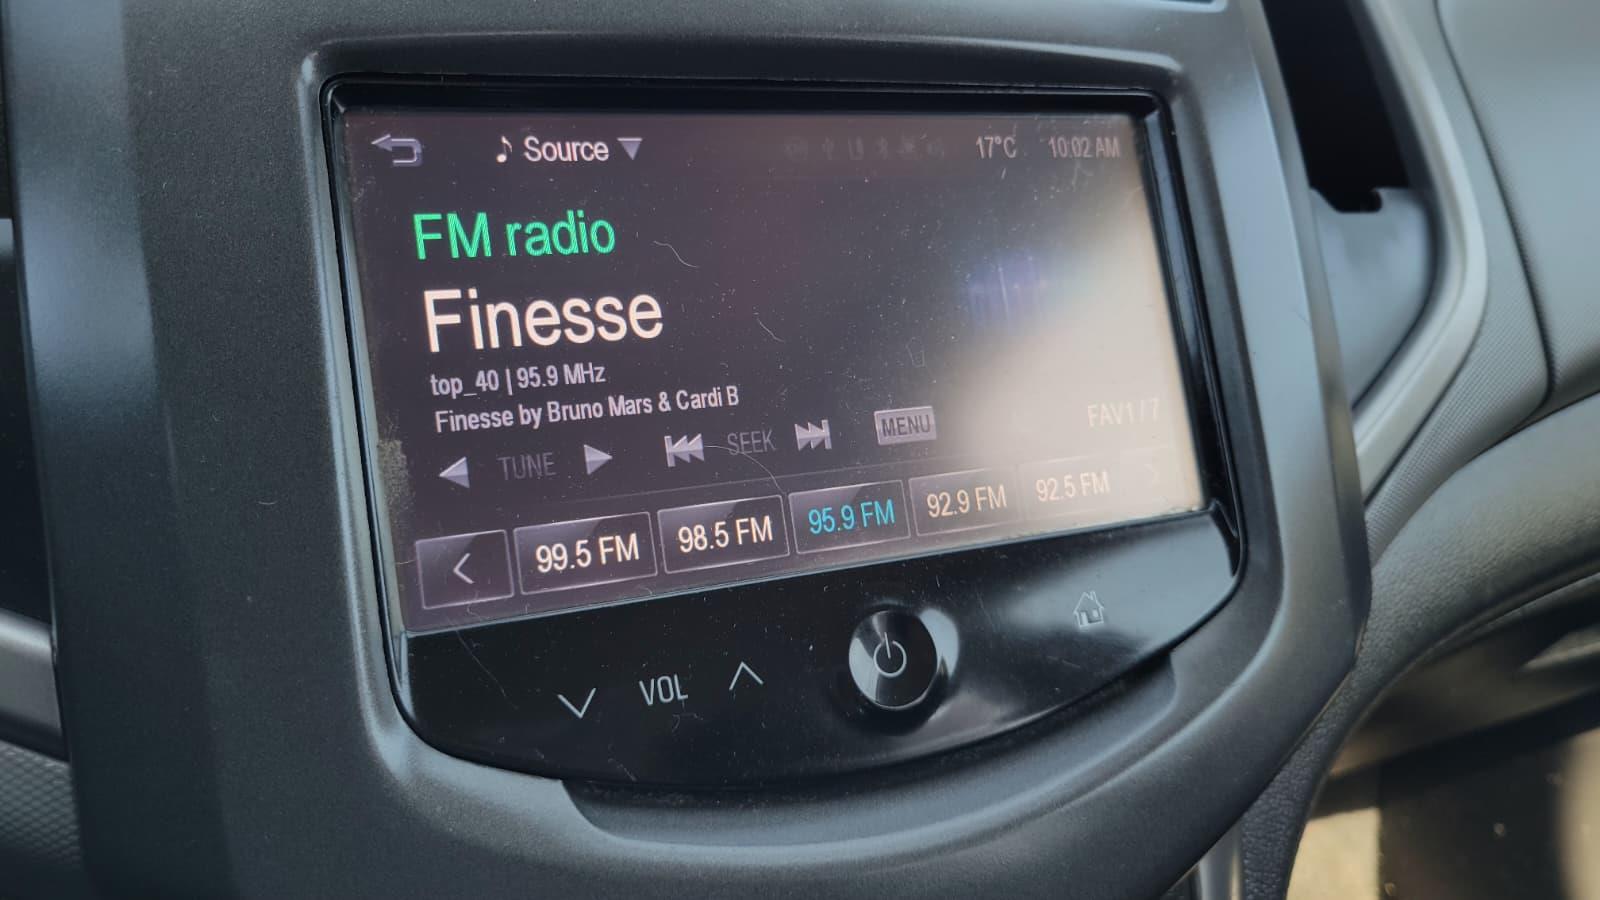 Source 17°C 10:02 AM
FM radio
Finesse
top_40 | 95.9 MHz
Finesse by Bruno Mars & Cardi B
TUNE SEEK MENU FAV1 / 7
99.5 FM 98.5 FM 95.9 FM 92.9 FM 92.5 FM
VOL